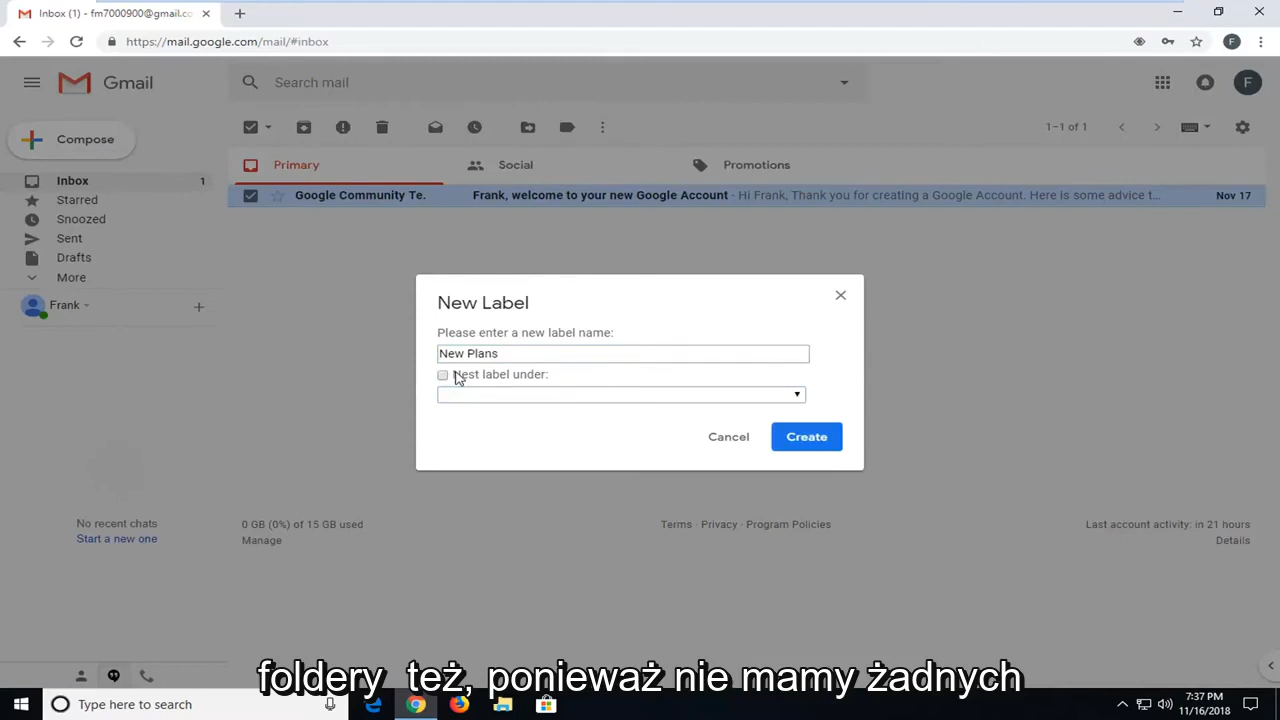 Inbox (1) - fm7000900@gmail.co
https://mail.google.com/mail/#inbox
Gmail
Search mail
F
Compose
1–1 of 1
Primary
Social
Promotions
Inbox 1
Google Community Te. Frank, welcome to your new Google Account - Hi Frank, Thank you for creating a Google Account. Here is some advice t... Nov 17
Starred
Snoozed
Sent
Drafts
More
Frank
New Label
Please enter a new label name:
New Plans
Nest label under:
Cancel
Create
No recent chats
Start a new one
0 GB (0%) of 15 GB used
Manage
Terms · Privacy · Program Policies
Last account activity: in 21 hours
Details
foldery też, ponieważ nie mamy żadnych
Type here to search
7:37 PM
11/16/2018